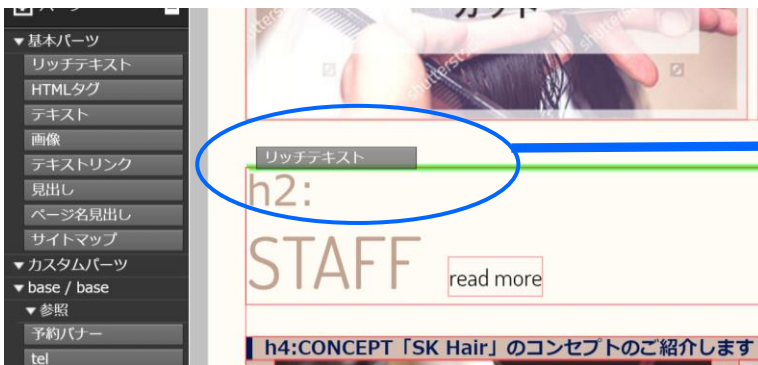 ▼基本パーツ
リッチテキスト
HTMLタグ
テキスト
画像
テキストリンク
見出し
ページ名見出し
サイトマップ
▼カスタムパーツ
▼base / base
▼参照
予約バナー
tel
カット
shutterstock
リッチテキスト
h2:
STAFF
read more
h4:CONCEPT「SK Hair」のコンセプトのご紹介します